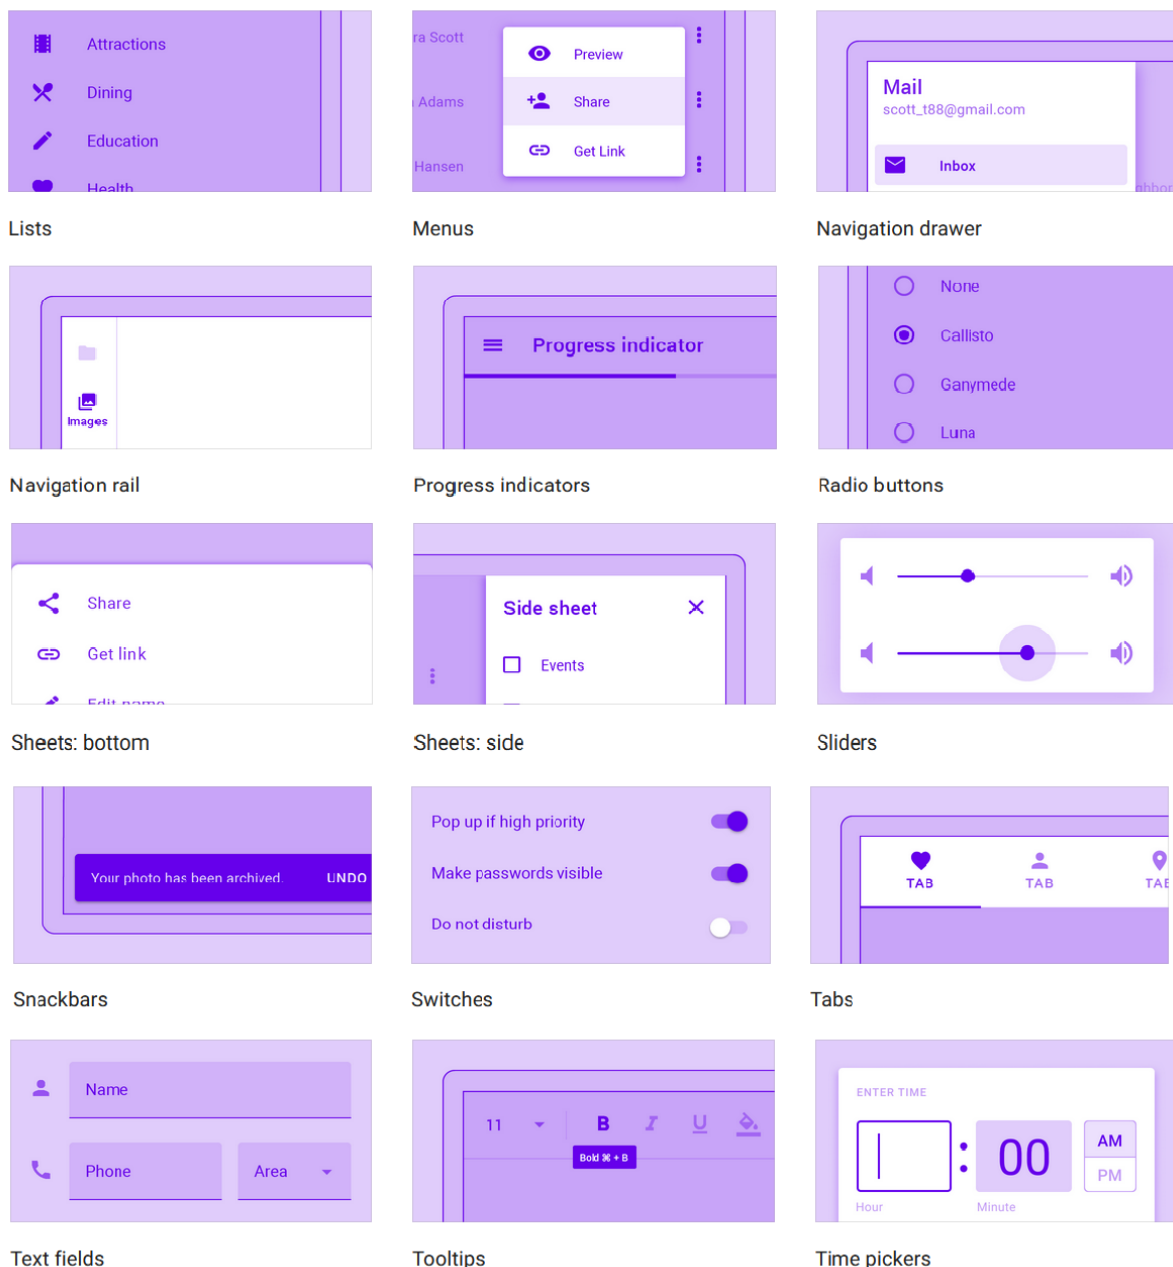 Attractions
Dining
Education
Health
Lists
ra Scott
Adams
Hansen
Preview
Share
Get Link
Menus
Mail
scott_t88@gmail.com
Inbox
Navigation drawer
Images
Navigation rail
Progress indicator
Progress indicators
None
Callisto
Ganymede
Luna
Radio buttons
Share
Get link
Edit name
Sheets: bottom
Side sheet
Events
Sheets: side
Sliders
Your photo has been archived. UNDO
Snackbars
Pop up if high priority
Make passwords visible
Do not disturb
Switches
TAB TAB TAB
Tabs
Name
Phone Area
Text fields
11 B I U
Bold ⌘ + B
Tooltips
ENTER TIME
: 00 AM
PM
Hour Minute
Time pickers